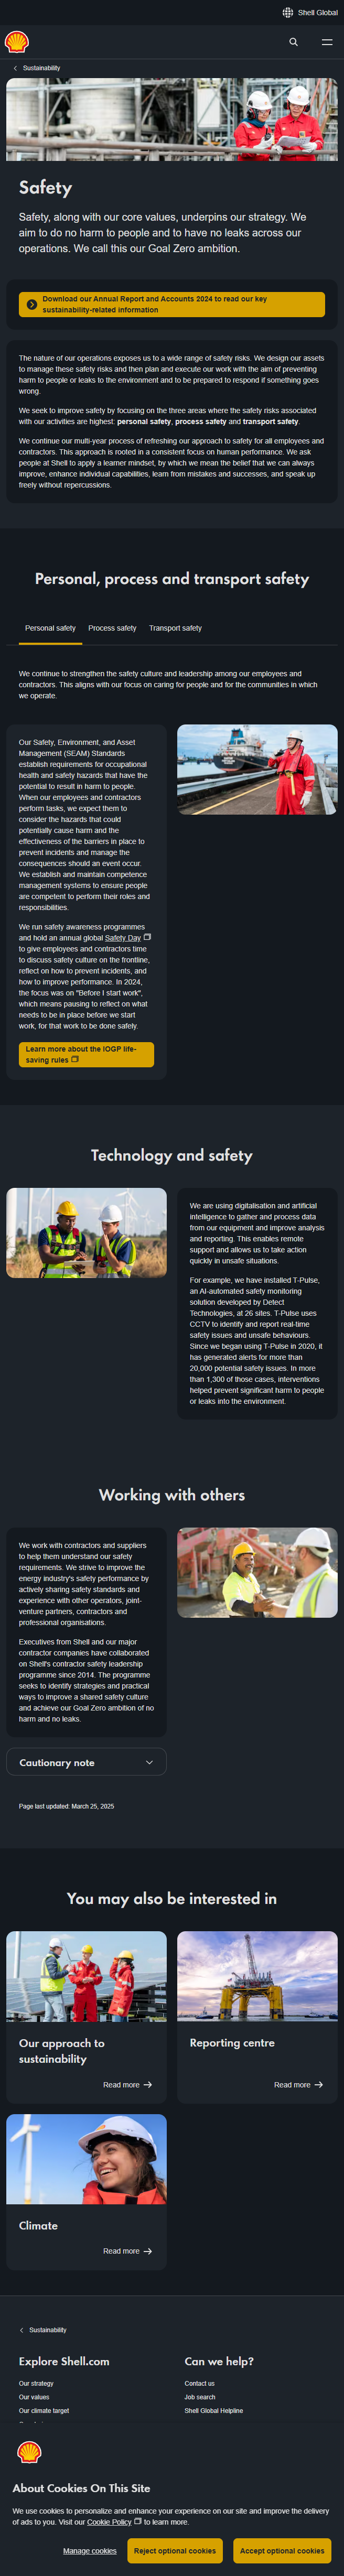 Shell Global
Sustainability
Safety
Safety, along with our core values, underpins our strategy. We
aim to do no harm to people and to have no leaks across our
operations. We call this our Goal Zero ambition.
Download our Annual Report and Accounts 2024 to read our key
sustainability-related information
The nature of our operations exposes us to a wide range of safety risks. We design our assets
to manage these safety risks and then plan and execute our work with the aim of preventing
harm to people or leaks to the environment and to be prepared to respond if something goes
wrong.
We seek to improve safety by focusing on the three areas where the safety risks associated
with our activities are highest: personal safety, process safety and transport safety.
We continue our multi-year process of refreshing our approach to safety for all employees and
contractors. This approach is rooted in a consistent focus on human performance. We ask
people at Shell to apply a learner mindset, by which we mean the belief that we can always
improve, enhance individual capabilities, learn from mistakes and successes, and speak up
freely without repercussions.
Personal, process and transport safety
Personal safety Process safety Transport safety
We continue to strengthen the safety culture and leadership among our employees and
contractors. This aligns with our focus on caring for people and for the communities in which
we operate.
Our Safety, Environment, and Asset
Management (SEAM) Standards
establish requirements for occupational
health and safety hazards that have the
potential to result in harm to people.
When our employees and contractors
perform tasks, we expect them to
consider the hazards that could
potentially cause harm and the
effectiveness of the barriers in place to
prevent incidents and manage the
consequences should an event occur.
We establish and maintain competence
management systems to ensure people
are competent to perform their roles and
responsibilities.
We run safety awareness programmes
and hold an annual global Safety Day
to give employees and contractors time
to discuss safety culture on the frontline,
reflect on how to prevent incidents, and
how to improve performance. In 2024,
the focus was on "Before I start work",
which means pausing to reflect on what
needs to be in place before we start
work, for that work to be done safely.
Learn more about the IOGP life-
saving rules
Technology and safety
We are using digitalisation and artificial
intelligence to gather and process data
from our equipment and improve analysis
and reporting. This enables remote
support and allows us to take action
quickly in unsafe situations.
For example, we have installed T-Pulse,
an AI-automated safety monitoring
solution developed by Detect
Technologies, at 26 sites. T-Pulse uses
CCTV to identify and report real-time
safety issues and unsafe behaviours.
Since we began using T-Pulse in 2020, it
has generated alerts for more than
20,000 potential safety issues. In more
than 1,300 of those cases, interventions
helped prevent significant harm to people
or leaks into the environment.
Working with others
We work with contractors and suppliers
to help them understand our safety
requirements. We strive to improve the
energy industry's safety performance by
actively sharing safety standards and
experience with other operators, joint-
venture partners, contractors and
professional organisations.
Executives from Shell and our major
contractor companies have collaborated
on Shell's contractor safety leadership
programme since 2014. The programme
seeks to identify strategies and practical
ways to improve a shared safety culture
and achieve our Goal Zero ambition of no
harm and no leaks.
Cautionary note
Page last updated: March 25, 2025
You may also be interested in
Our approach to
sustainability
Read more
Reporting centre
Read more
Climate
Read more
Sustainability
Explore Shell.com
Our strategy
Our values
Our climate target
Can we help?
Contact us
Job search
Shell Global Helpline
About Cookies On This Site
We use cookies to personalize and enhance your experience on our site and improve the delivery
of ads to you. Visit our Cookie Policy to learn more.
Manage cookies
Reject optional cookies
Accept optional cookies